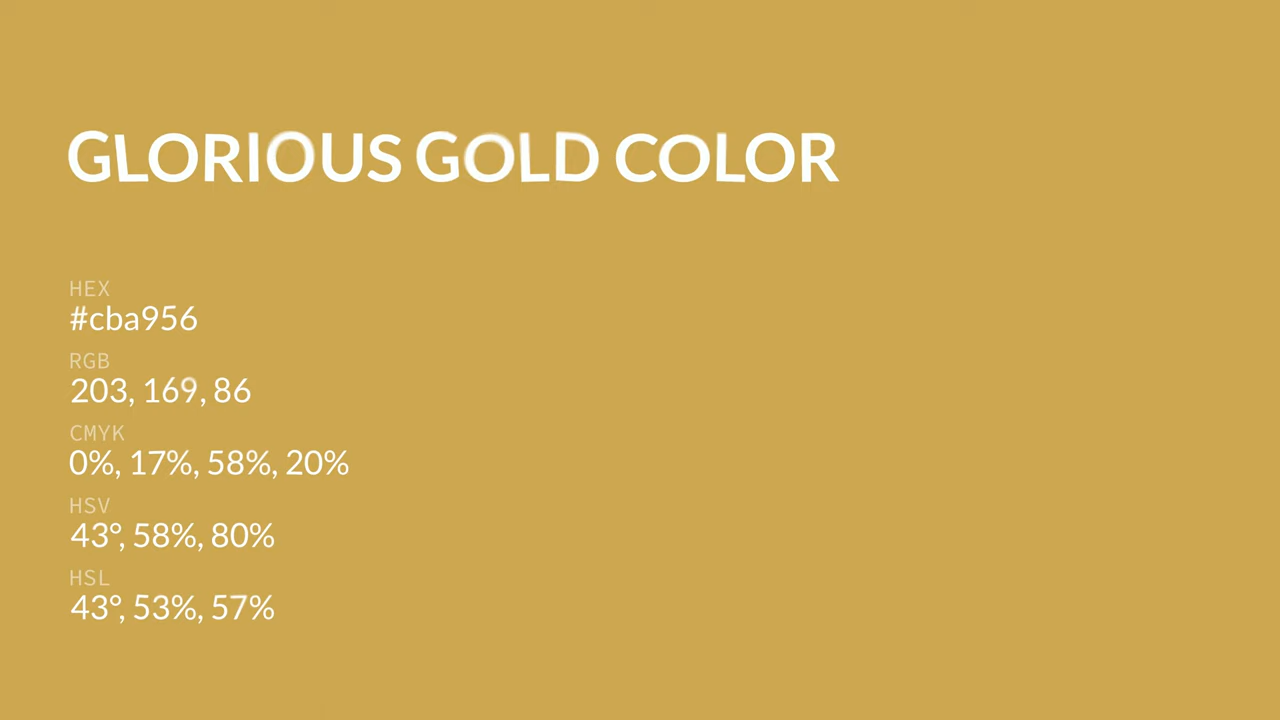 GLORIOUS GOLD COLOR
HEX
#cba956
RGB
203, 169, 86
CMYK
0%, 17%, 58%, 20%
HSV
43°, 58%, 80%
HSL
43°, 53%, 57%